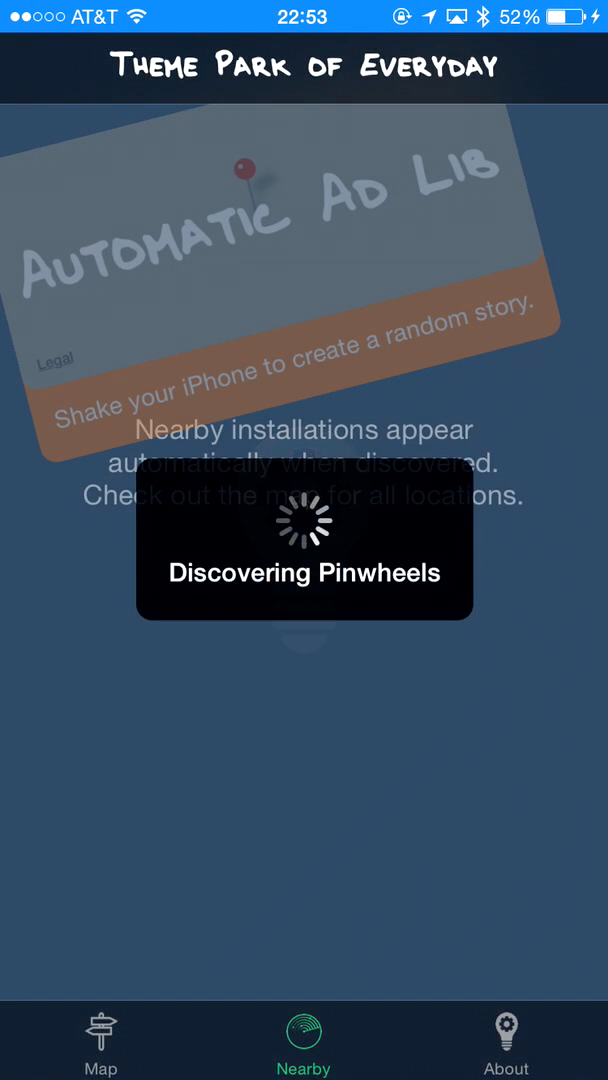 AT&T 22:53 52%
THEME PARK OF EVERYDAY
AUTOMATIC AD LIB
Legal
Shake your iPhone to create a random story.
Nearby installations appear
automatically when discovered.
Check out the map for all locations.
Discovering Pinwheels
Map Nearby About